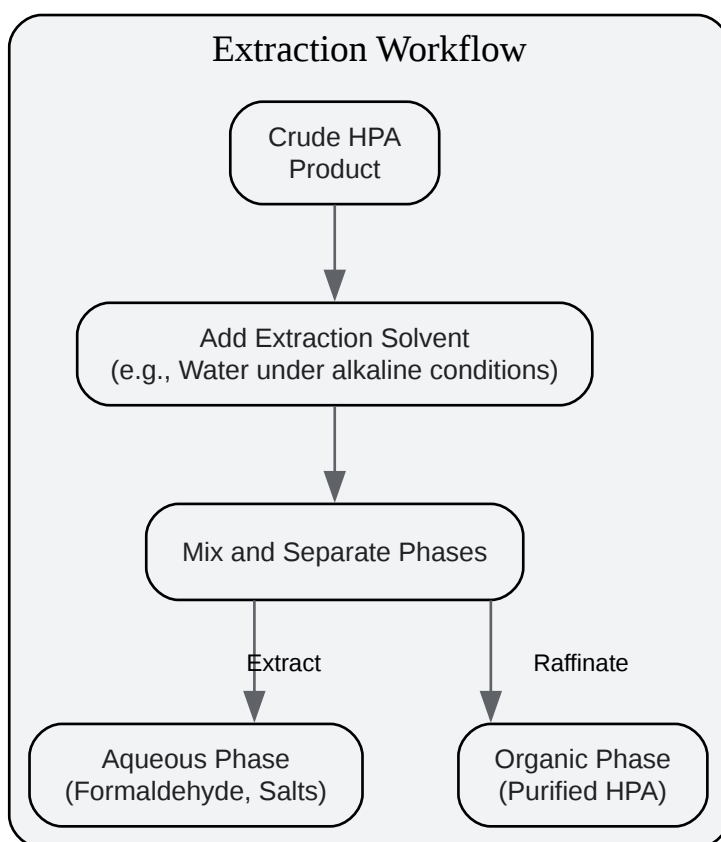 Extraction Workflow
Crude HPA
Product
Add Extraction Solvent
(e.g., Water under alkaline conditions)
Mix and Separate Phases
Extract
Raffinate
Aqueous Phase
(Formaldehyde, Salts)
Organic Phase
(Purified HPA)